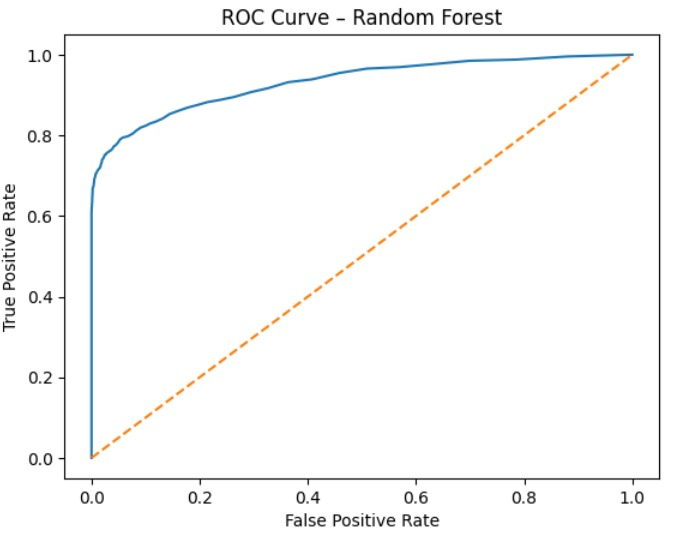 ROC Curve – Random Forest
1.0
0.8
0.6
0.4
0.2
0.0
True Positive Rate
0.0 0.2 0.4 0.6 0.8 1.0
False Positive Rate